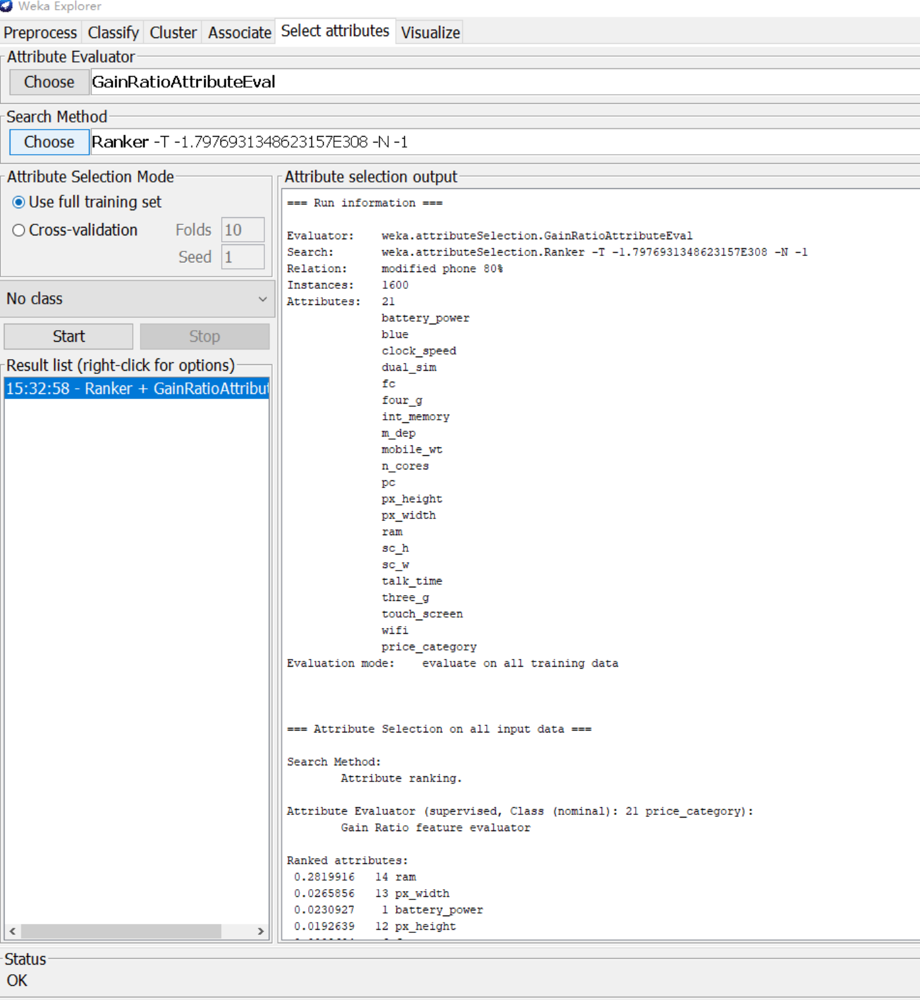 Weka Explorer
Preprocess Classify Cluster Associate Select attributes Visualize
Attribute Evaluator
Choose GainRatioAttributeEval
Search Method
Choose Ranker -T -1.7976931348623157E308 -N -1
Attribute Selection Mode
Use full training set
Cross-validation Folds 10
Seed 1
No class
Start Stop
Result list (right-click for options)
15:32:58 - Ranker + GainRatioAttribut
Attribute selection output
=== Run information ===
Evaluator: weka.attributeSelection.GainRatioAttributeEval
Search: weka.attributeSelection.Ranker -T -1.7976931348623157E308 -N -1
Relation: modified phone 80%
Instances: 1600
Attributes: 21
battery_power
blue
clock_speed
dual_sim
fc
four_g
int_memory
m_dep
mobile_wt
n_cores
pc
px_height
px_width
ram
sc_h
sc_w
talk_time
three_g
touch_screen
wifi
price_category
Evaluation mode: evaluate on all training data
=== Attribute Selection on all input data ===
Search Method:
Attribute ranking.
Attribute Evaluator (supervised, Class (nominal): 21 price_category):
Gain Ratio feature evaluator
Ranked attributes:
0.2819916 14 ram
0.0265856 13 px_width
0.0230927 1 battery_power
0.0192639 12 px_height
Status
OK